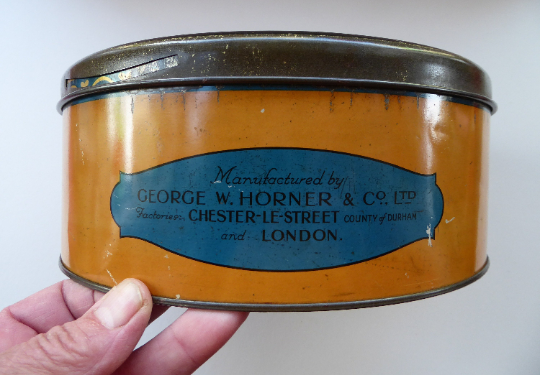 Manufactured by
GEORGE W. HORNER & CO. LTD
Factories, CHESTER-LE-STREET COUNTY of DURHAM
and LONDON.